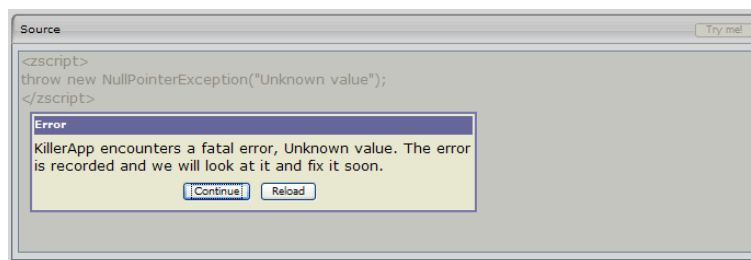 Source
Try me!
<zscript>
throw new NullPointerException("Unknown value");
</zscript>
Error
KillerApp encounters a fatal error, Unknown value. The error
is recorded and we will look at it and fix it soon.
Continue Reload